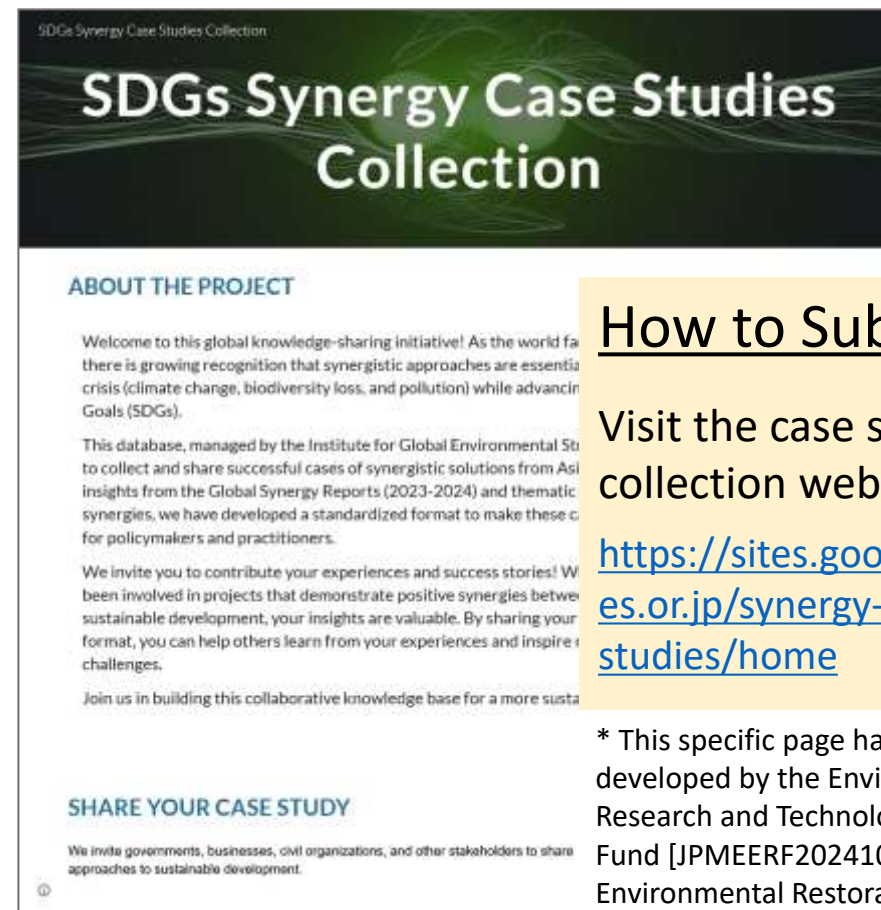 SDGs Synergy Case Studies Collection
SDGs Synergy Case Studies
Collection
ABOUT THE PROJECT
Welcome to this global knowledge-sharing initiative! As the world fa
there is growing recognition that synergistic approaches are essentia
crisis (climate change, biodiversity loss, and pollution) while advancin
Goals (SDGs).
This database, managed by the Institute for Global Environmental Str
to collect and share successful cases of synergistic solutions from Asi
insights from the Global Synergy Reports (2023-2024) and thematic
synergies, we have developed a standardized format to make these c
for policymakers and practitioners.
We invite you to contribute your experiences and success stories! W
been involved in projects that demonstrate positive synergies betwe
sustainable development, your insights are valuable. By sharing your
format, you can help others learn from your experiences and inspire
challenges.
Join us in building this collaborative knowledge base for a more susta
SHARE YOUR CASE STUDY
We invite governments, businesses, civil organizations, and other stakeholders to share
approaches to sustainable development.
How to Sub
Visit the case s
collection web
https://sites.goo
es.or.jp/synergy-
studies/home
* This specific page ha
developed by the Envi
Research and Technolo
Fund [JPMEERF202410
Environmental Restora